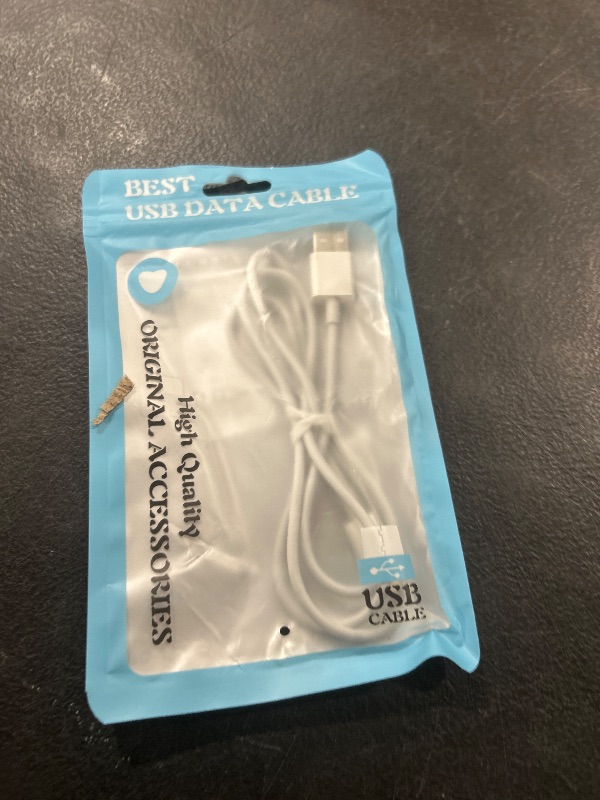 BEST
USB DATA CABLE
High Quality
ORIGINAL ACCESSORIES
USB
CABLE